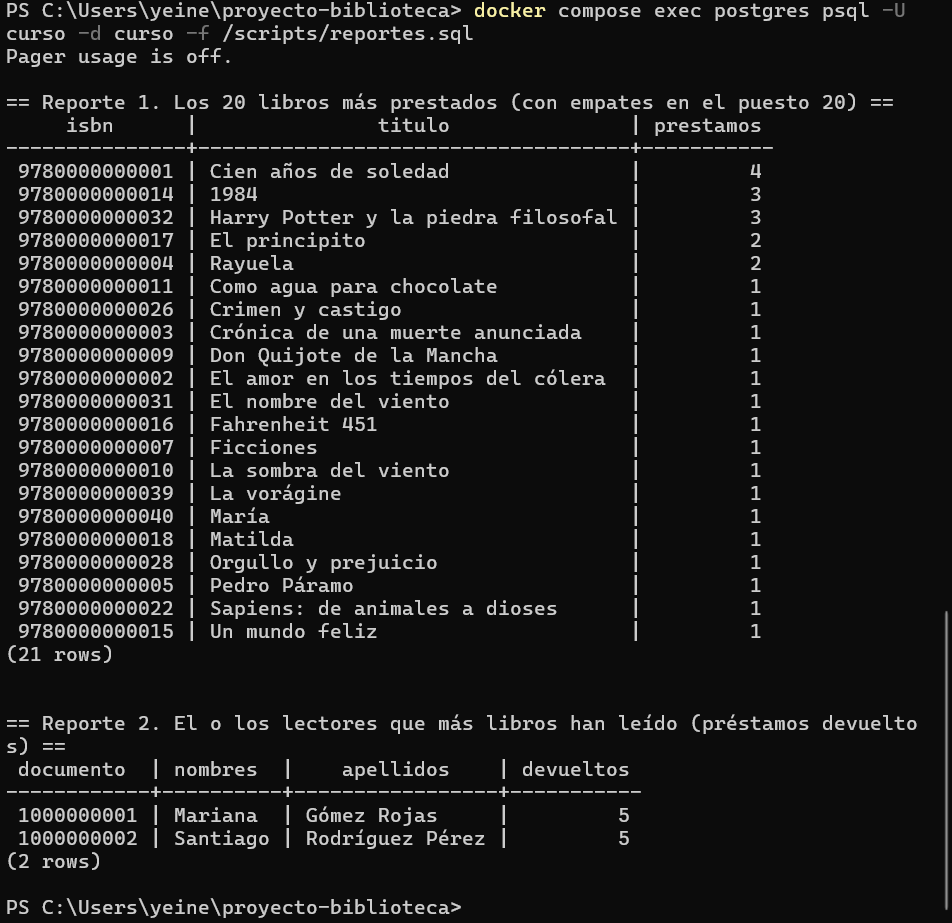 PS C:\Users\yeine\proyecto-biblioteca> docker compose exec postgres psql -U
curso -d curso -f /scripts/reportes.sql
Pager usage is off.

== Reporte 1. Los 20 libros más prestados (con empates en el puesto 20) ==
     isbn      |               titulo               | prestamos
---------------+------------------------------------+-----------
 9780000000001 | Cien años de soledad               |         4
 9780000000014 | 1984                               |         3
 9780000000032 | Harry Potter y la piedra filosofal |         3
 9780000000017 | El principito                      |         2
 9780000000004 | Rayuela                            |         2
 9780000000011 | Como agua para chocolate           |         1
 9780000000026 | Crimen y castigo                   |         1
 9780000000003 | Crónica de una muerte anunciada    |         1
 9780000000009 | Don Quijote de la Mancha           |         1
 9780000000002 | El amor en los tiempos del cólera  |         1
 9780000000031 | El nombre del viento               |         1
 9780000000016 | Fahrenheit 451                     |         1
 9780000000007 | Ficciones                          |         1
 9780000000010 | La sombra del viento               |         1
 9780000000039 | La vorágine                        |         1
 9780000000040 | María                              |         1
 9780000000018 | Matilda                            |         1
 9780000000028 | Orgullo y prejuicio                |         1
 9780000000005 | Pedro Páramo                       |         1
 9780000000022 | Sapiens: de animales a dioses      |         1
 9780000000015 | Un mundo feliz                     |         1
(21 rows)

== Reporte 2. El o los lectores que más libros han leído (préstamos devuelto
s) ==
 documento  | nombres  |    apellidos    | devueltos
------------+----------+-----------------+-----------
 1000000001 | Mariana  | Gómez Rojas     |         5
 1000000002 | Santiago | Rodríguez Pérez |         5
(2 rows)

PS C:\Users\yeine\proyecto-biblioteca>